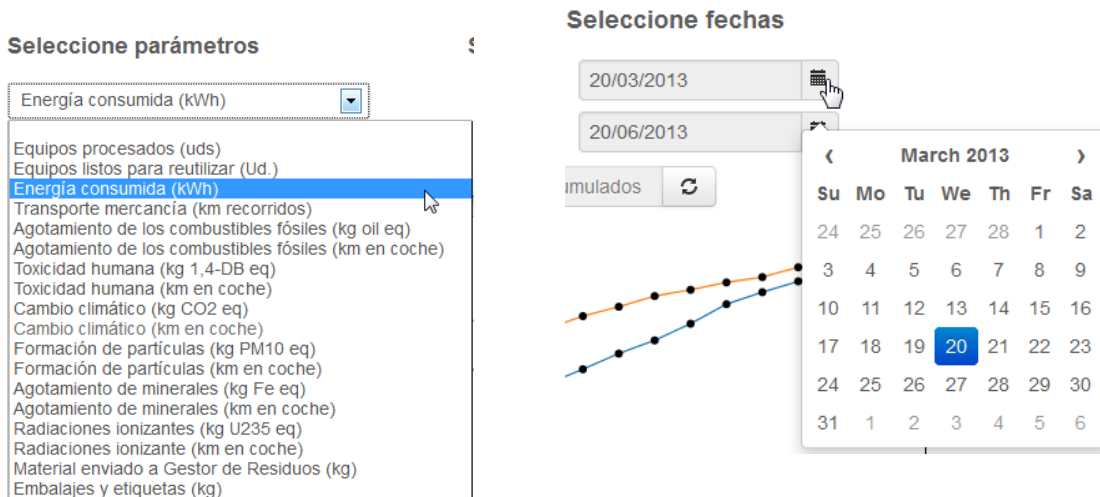 Seleccione parámetros
Energía consumida (kWh)
Equipos procesados (uds)
Equipos listos para reutilizar (Ud.)
Energía consumida (kWh)
Transporte mercancía (km recorridos)
Agotamiento de los combustibles fósiles (kg oil eq)
Agotamiento de los combustibles fósiles (km en coche)
Toxicidad humana (kg 1,4-DB eq)
Toxicidad humana (km en coche)
Cambio climático (kg CO2 eq)
Cambio climático (km en coche)
Formación de partículas (kg PM10 eq)
Formación de partículas (km en coche)
Agotamiento de minerales (kg Fe eq)
Agotamiento de minerales (km en coche)
Radiaciones ionizantes (kg U235 eq)
Radiaciones ionizante (km en coche)
Material enviado a Gestor de Residuos (kg)
Embalajes y etiquetas (kg)
Seleccione fechas
20/03/2013
20/06/2013
umulados
‹ March 2013 ›
Su Mo Tu We Th Fr Sa
24 25 26 27 28 1 2
3 4 5 6 7 8 9
10 11 12 13 14 15 16
17 18 19 20 21 22 23
24 25 26 27 28 29 30
31 1 2 3 4 5 6